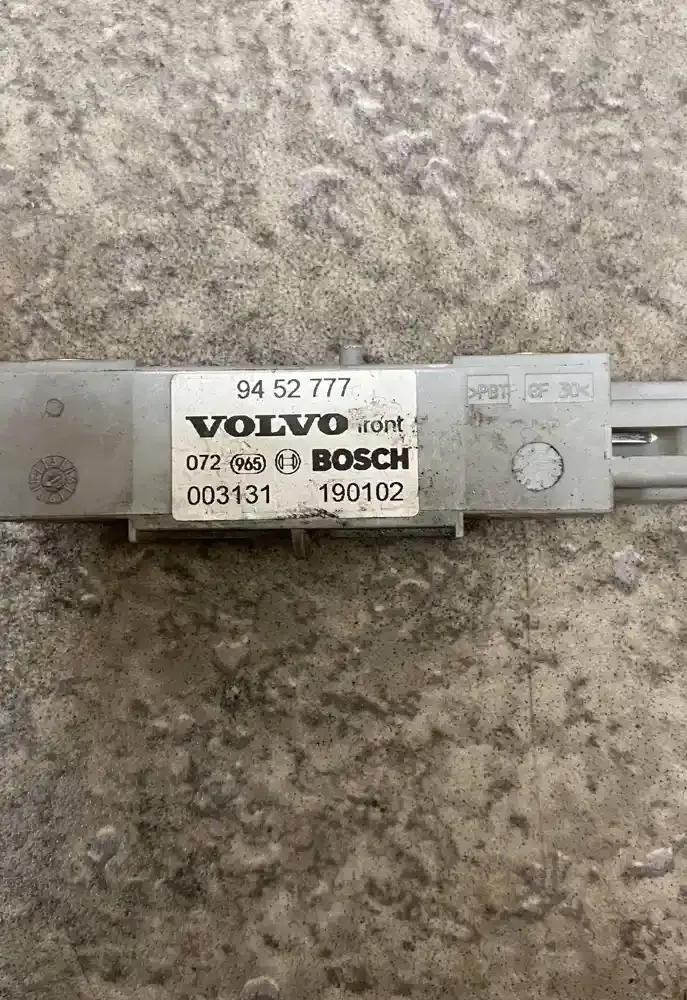 94 52 777
VOLVO front
072 965 BOSCH
003131 190102
>PBT GF 30<